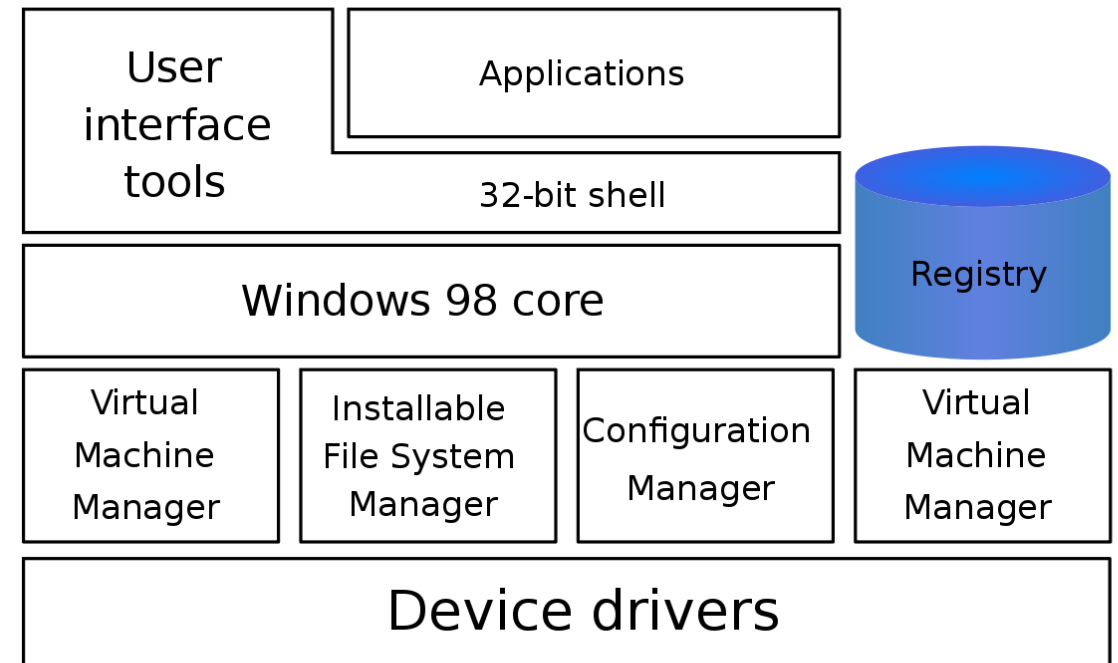 User
interface
tools
Applications
32-bit shell
Registry
Windows 98 core
Virtual
Machine
Manager
Installable
File System
Manager
Configuration
Manager
Virtual
Machine
Manager
Device drivers